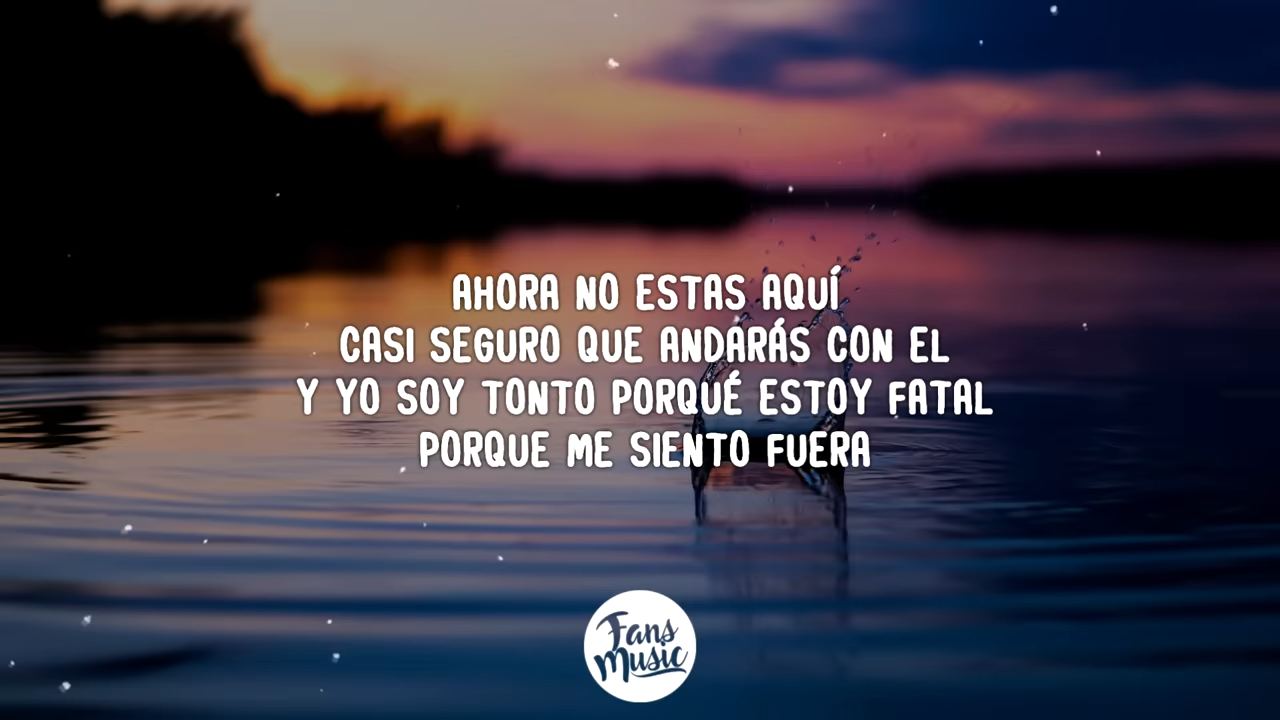 AHORA NO ESTAS AQUÍ
CASI SEGURO QUE ANDARÁS CON EL
Y YO SOY TONTO PORQUÉ ESTOY FATAL
PORQUE ME SIENTO FUERA
Fans
Music